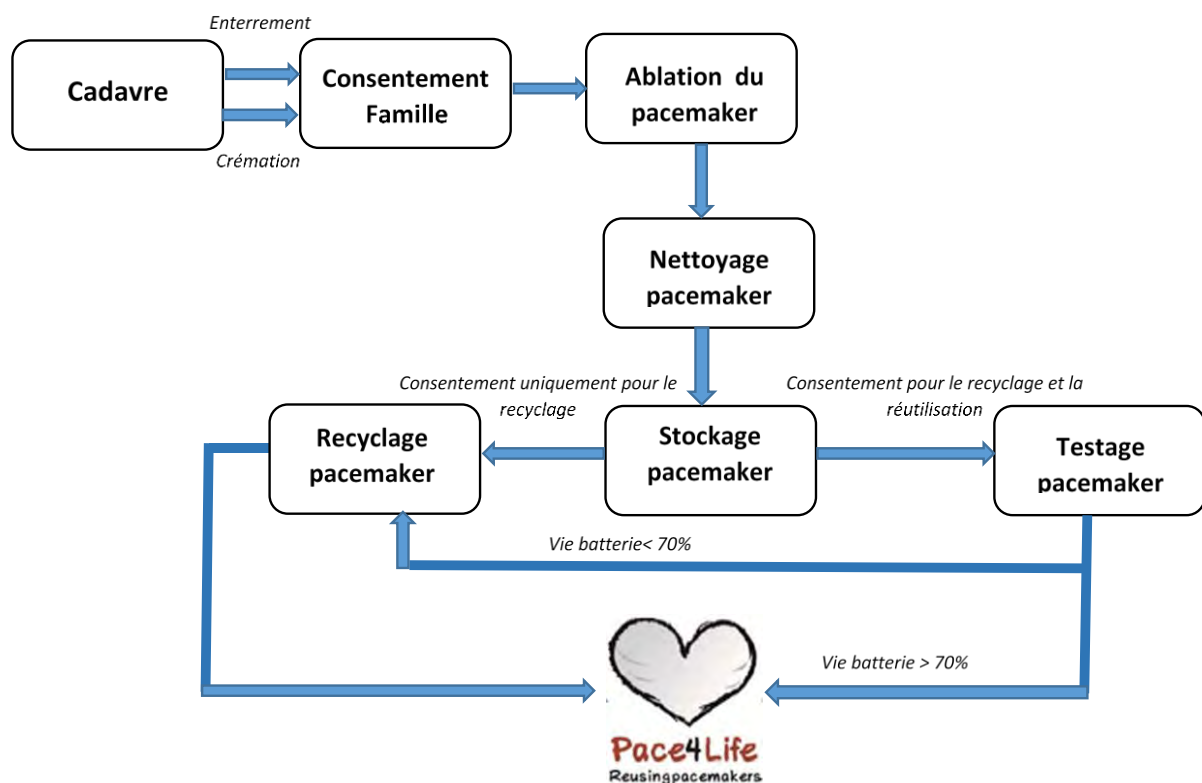 Enterrement
Cadavre
Consentement
Famille
Ablation du
pacemaker
Crémation
Nettoyage
pacemaker
Consentement uniquement pour le
recyclage
Consentement pour le recyclage et la
réutilisation
Recyclage
pacemaker
Stockage
pacemaker
Testage
pacemaker
Vie batterie< 70%
Vie batterie > 70%
Pace4Life
Reusingpacemakers